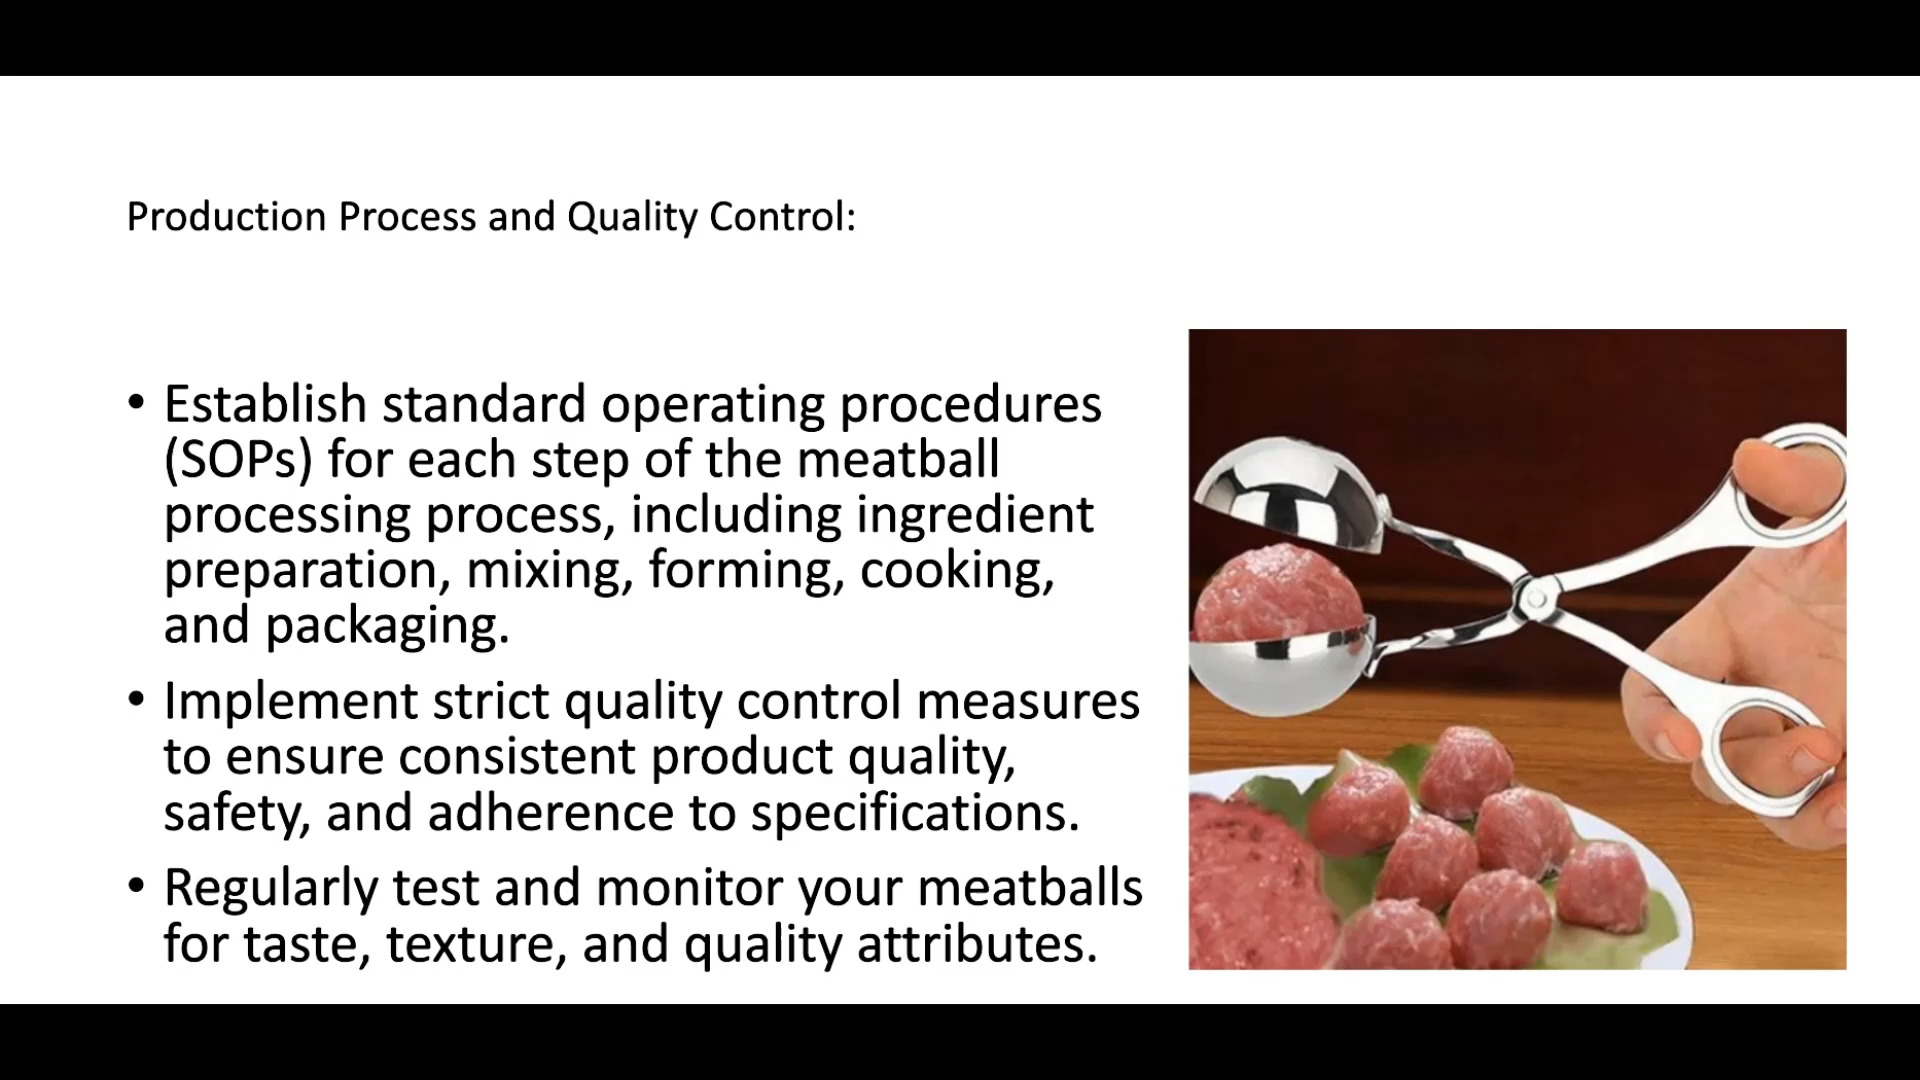 Production Process and Quality Control:
• Establish standard operating procedures
(SOPs) for each step of the meatball
processing process, including ingredient
preparation, mixing, forming, cooking,
and packaging.
• Implement strict quality control measures
to ensure consistent product quality,
safety, and adherence to specifications.
• Regularly test and monitor your meatballs
for taste, texture, and quality attributes.